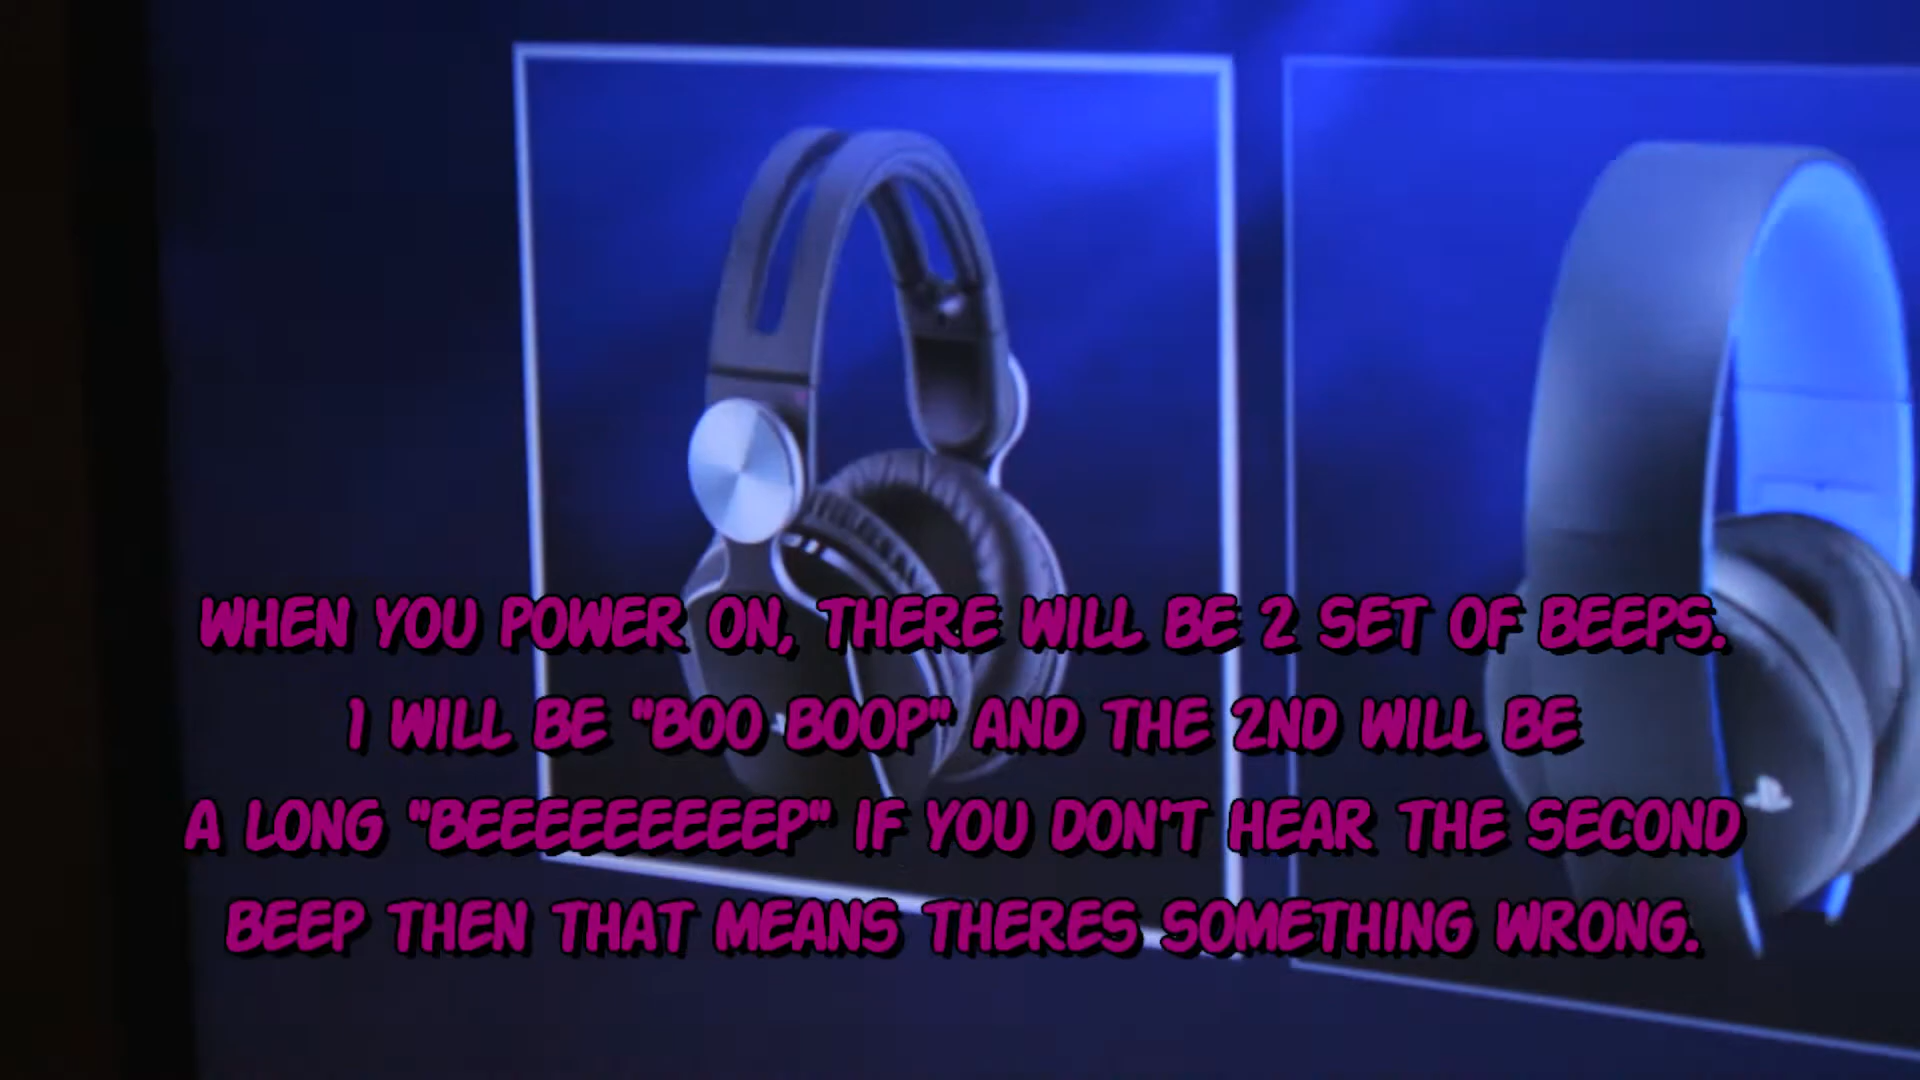 WHEN YOU POWER ON, THERE WILL BE 2 SET OF BEEPS.
1 WILL BE "BOO BOOP" AND THE 2ND WILL BE
A LONG "BEEEEEEEEEP" IF YOU DON'T HEAR THE SECOND
BEEP THEN THAT MEANS THERES SOMETHING WRONG.